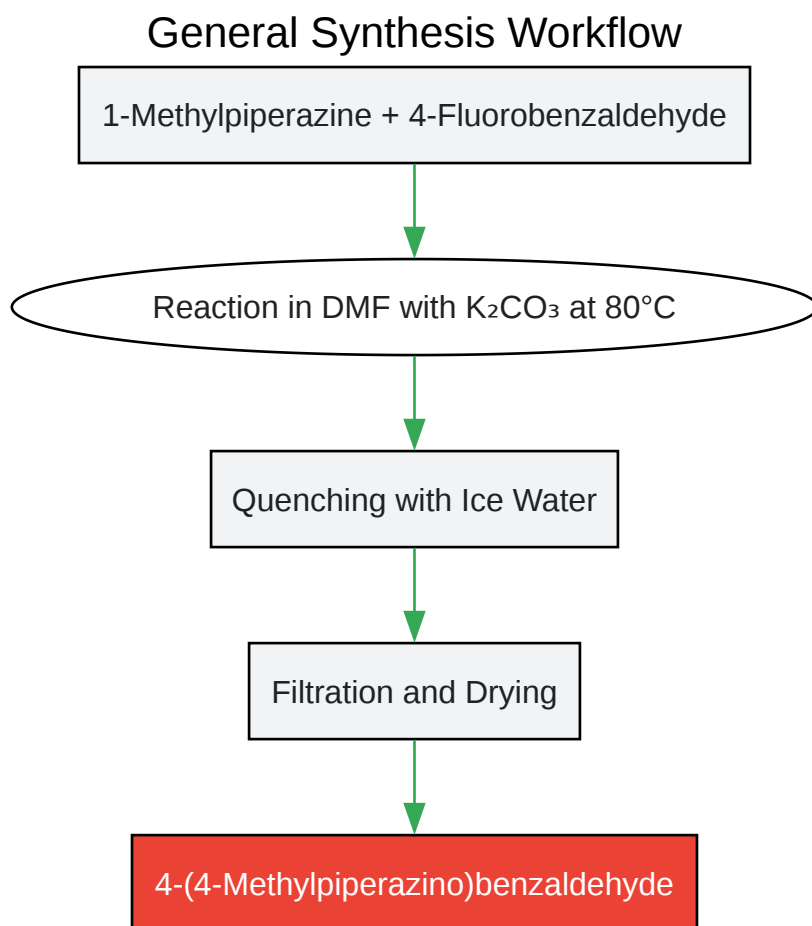 General Synthesis Workflow
1-Methylpiperazine + 4-Fluorobenzaldehyde
Reaction in DMF with K₂CO₃ at 80°C
Quenching with Ice Water
Filtration and Drying
4-(4-Methylpiperazino)benzaldehyde